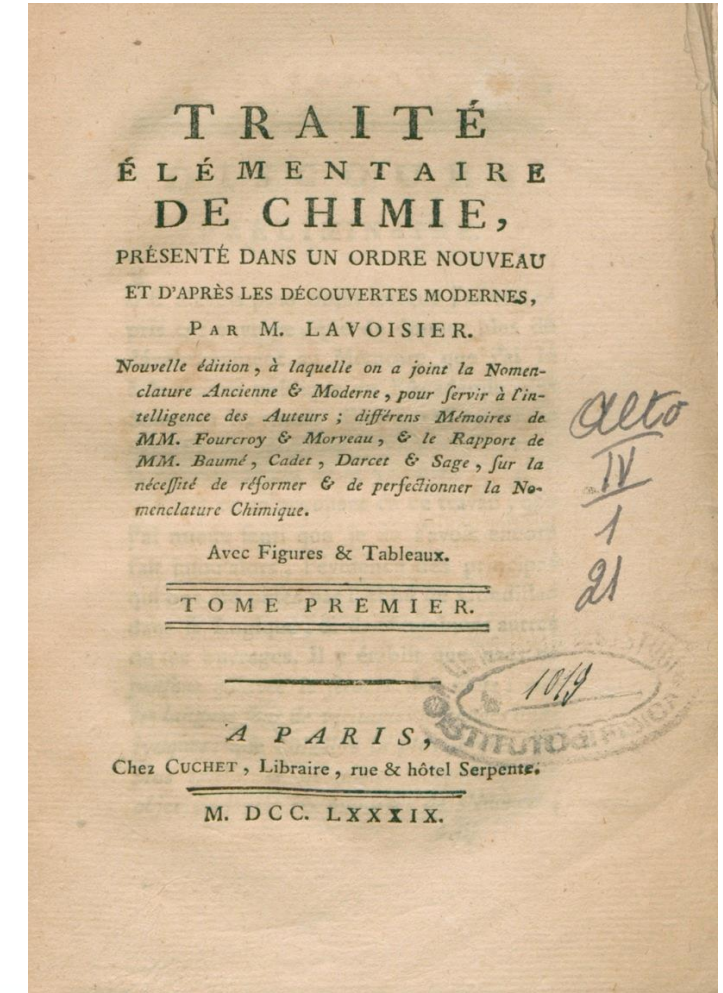 TRAITÉ
ÉLÉMENTAIRE
DE CHIMIE,
PRÉSENTÉ DANS UN ORDRE NOUVEAU
ET D'APRÈS LES DÉCOUVERTES MODERNES,
PAR M. LAVOISIER.
Nouvelle édition, à laquelle on a joint la Nomen-
clature Ancienne & Moderne, pour ſervir à l'in-
telligence des Auteurs ; différens Mémoires de
MM. Fourcroy & Morveau, & le Rapport de
MM. Baumé, Cadet, Darcet & Sage, ſur la
néceſſité de réformer & de perfectionner la No-
menclature Chimique.
Avec Figures & Tableaux.
TOME PREMIER.
A PARIS,
Chez CUCHET, Libraire, rue & hôtel Serpente.
M. DCC. LXXXIX.
Alto
IV
1
21
1019
ISTITUTO